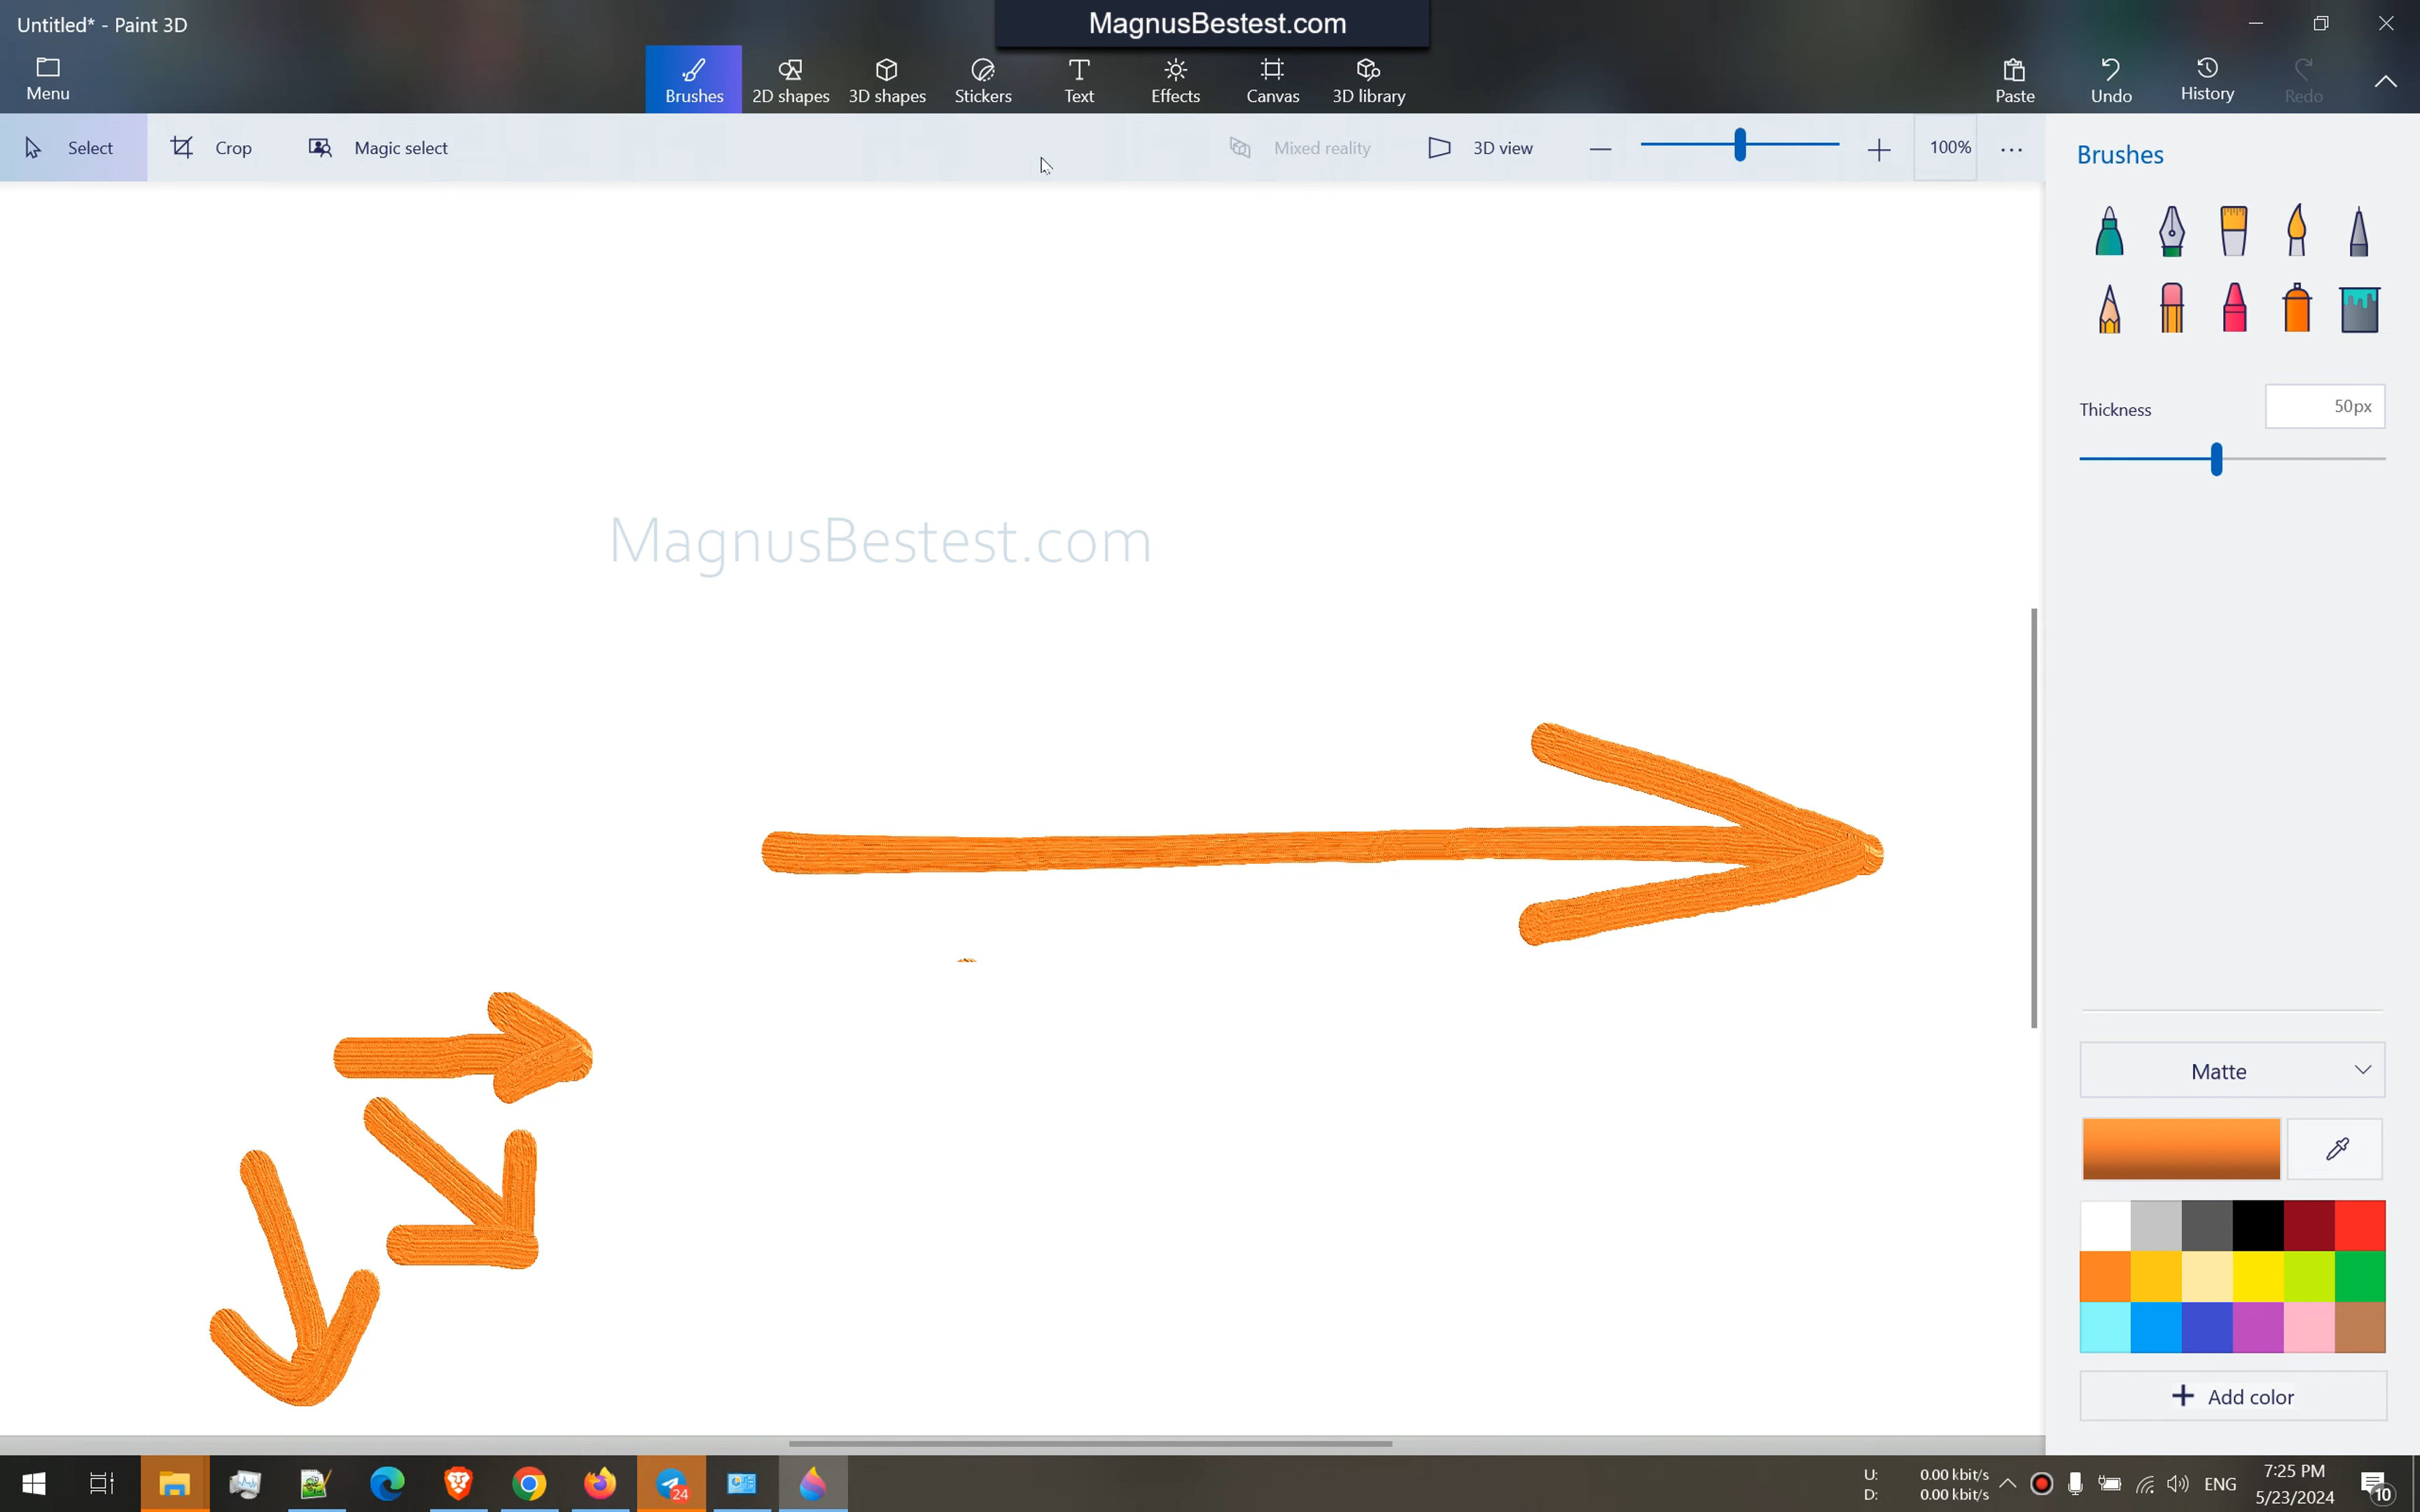 Untitled* - Paint 3D
MagnusBestest.com
Menu
Brushes
2D shapes
3D shapes
Stickers
Text
Effects
Canvas
3D library
Paste
Undo
History
Redo
Select
Crop
Magic select
Mixed reality
3D view
100%
Brushes
Thickness
50px
MagnusBestest.com
Matte
Add color
24
U: 0.00 kbit/s
D: 0.00 kbit/s
ENG
7:25 PM
5/23/2024
10